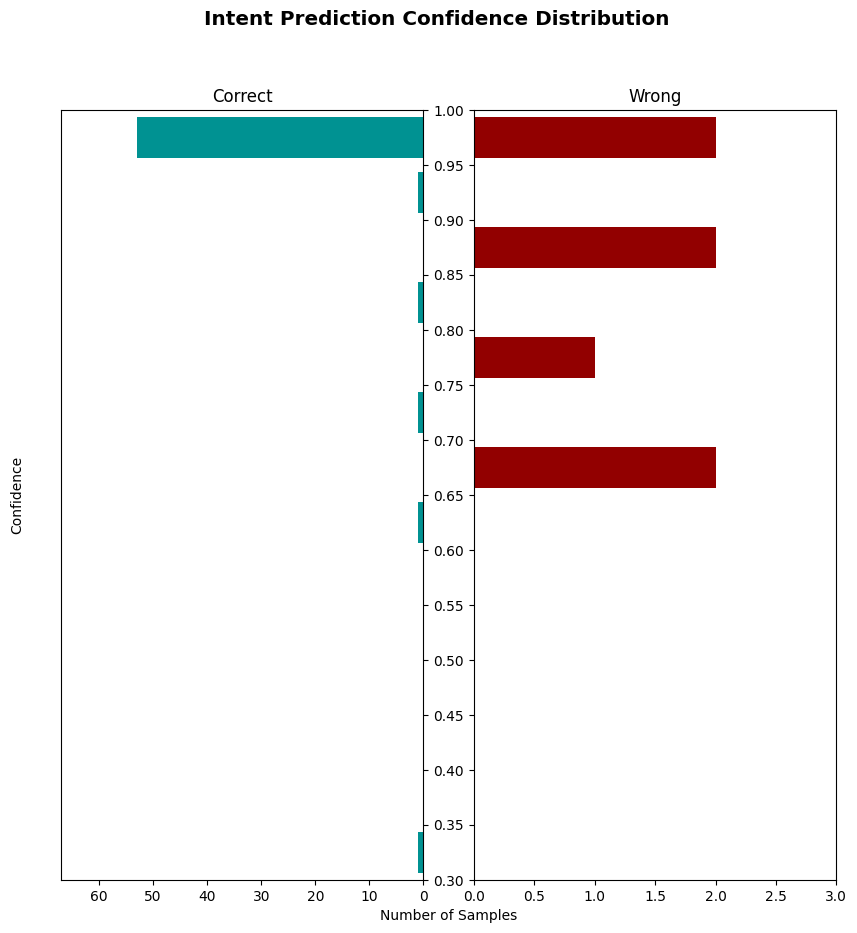 Intent Prediction Confidence Distribution
Correct
Wrong
1.00
0.95
0.90
0.85
0.80
0.75
0.70
0.65
0.60
0.55
0.50
0.45
0.40
0.35
0.30
Confidence
60 50 40 30 20 10 0
0.0 0.5 1.0 1.5 2.0 2.5 3.0
Number of Samples